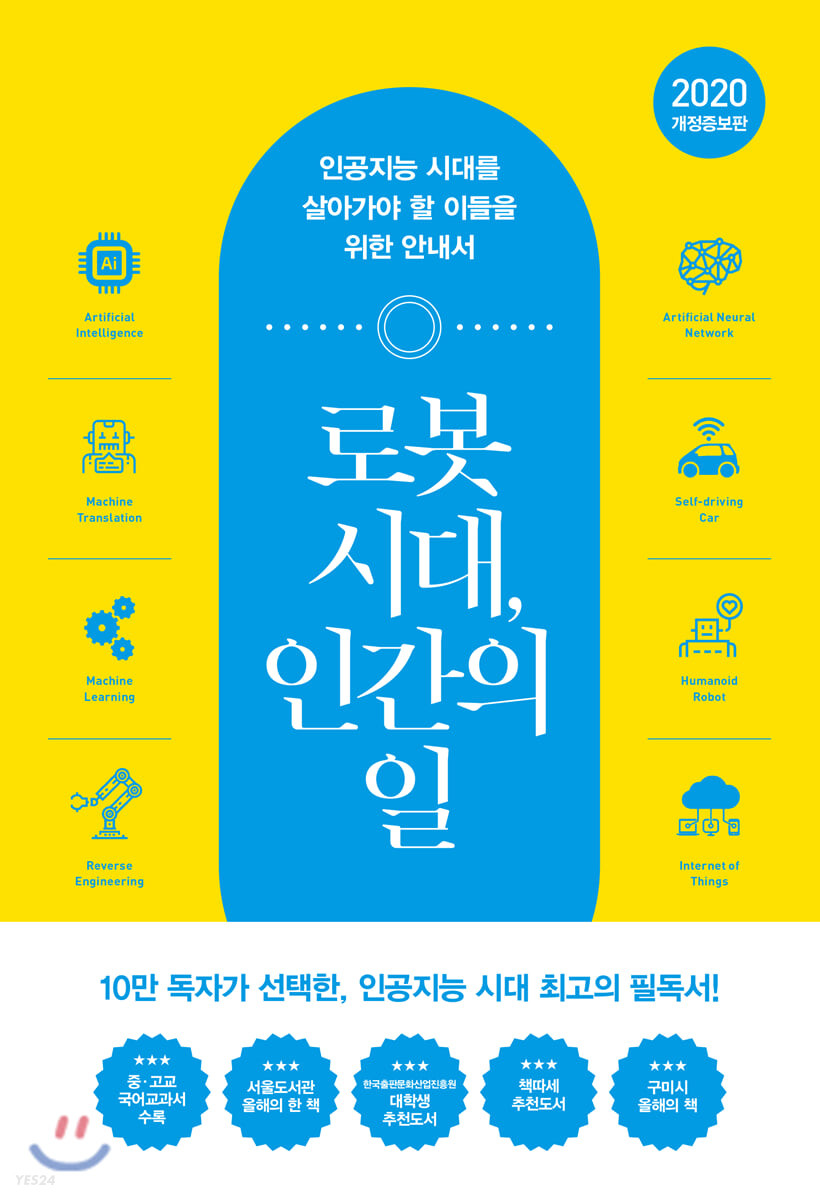 2020
개정증보판
인공지능 시대를
살아가야 할 이들을
위한 안내서
로봇
시대,
인간의
일
Ai
Artificial
Intelligence
Machine
Translation
Machine
Learning
Reverse
Engineering
Artificial Neural
Network
Self-driving
Car
Humanoid
Robot
Internet of
Things
10만 독자가 선택한, 인공지능 시대 최고의 필독서!
★★★
중·고교
국어교과서
수록
★★★
서울도서관
올해의 한 책
★★★
한국출판문화산업진흥원
대학생
추천도서
★★★
책따세
추천도서
★★★
구미시
올해의 책
YES24